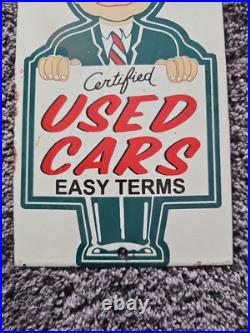 Certified
USED
CARS
EASY TERMS